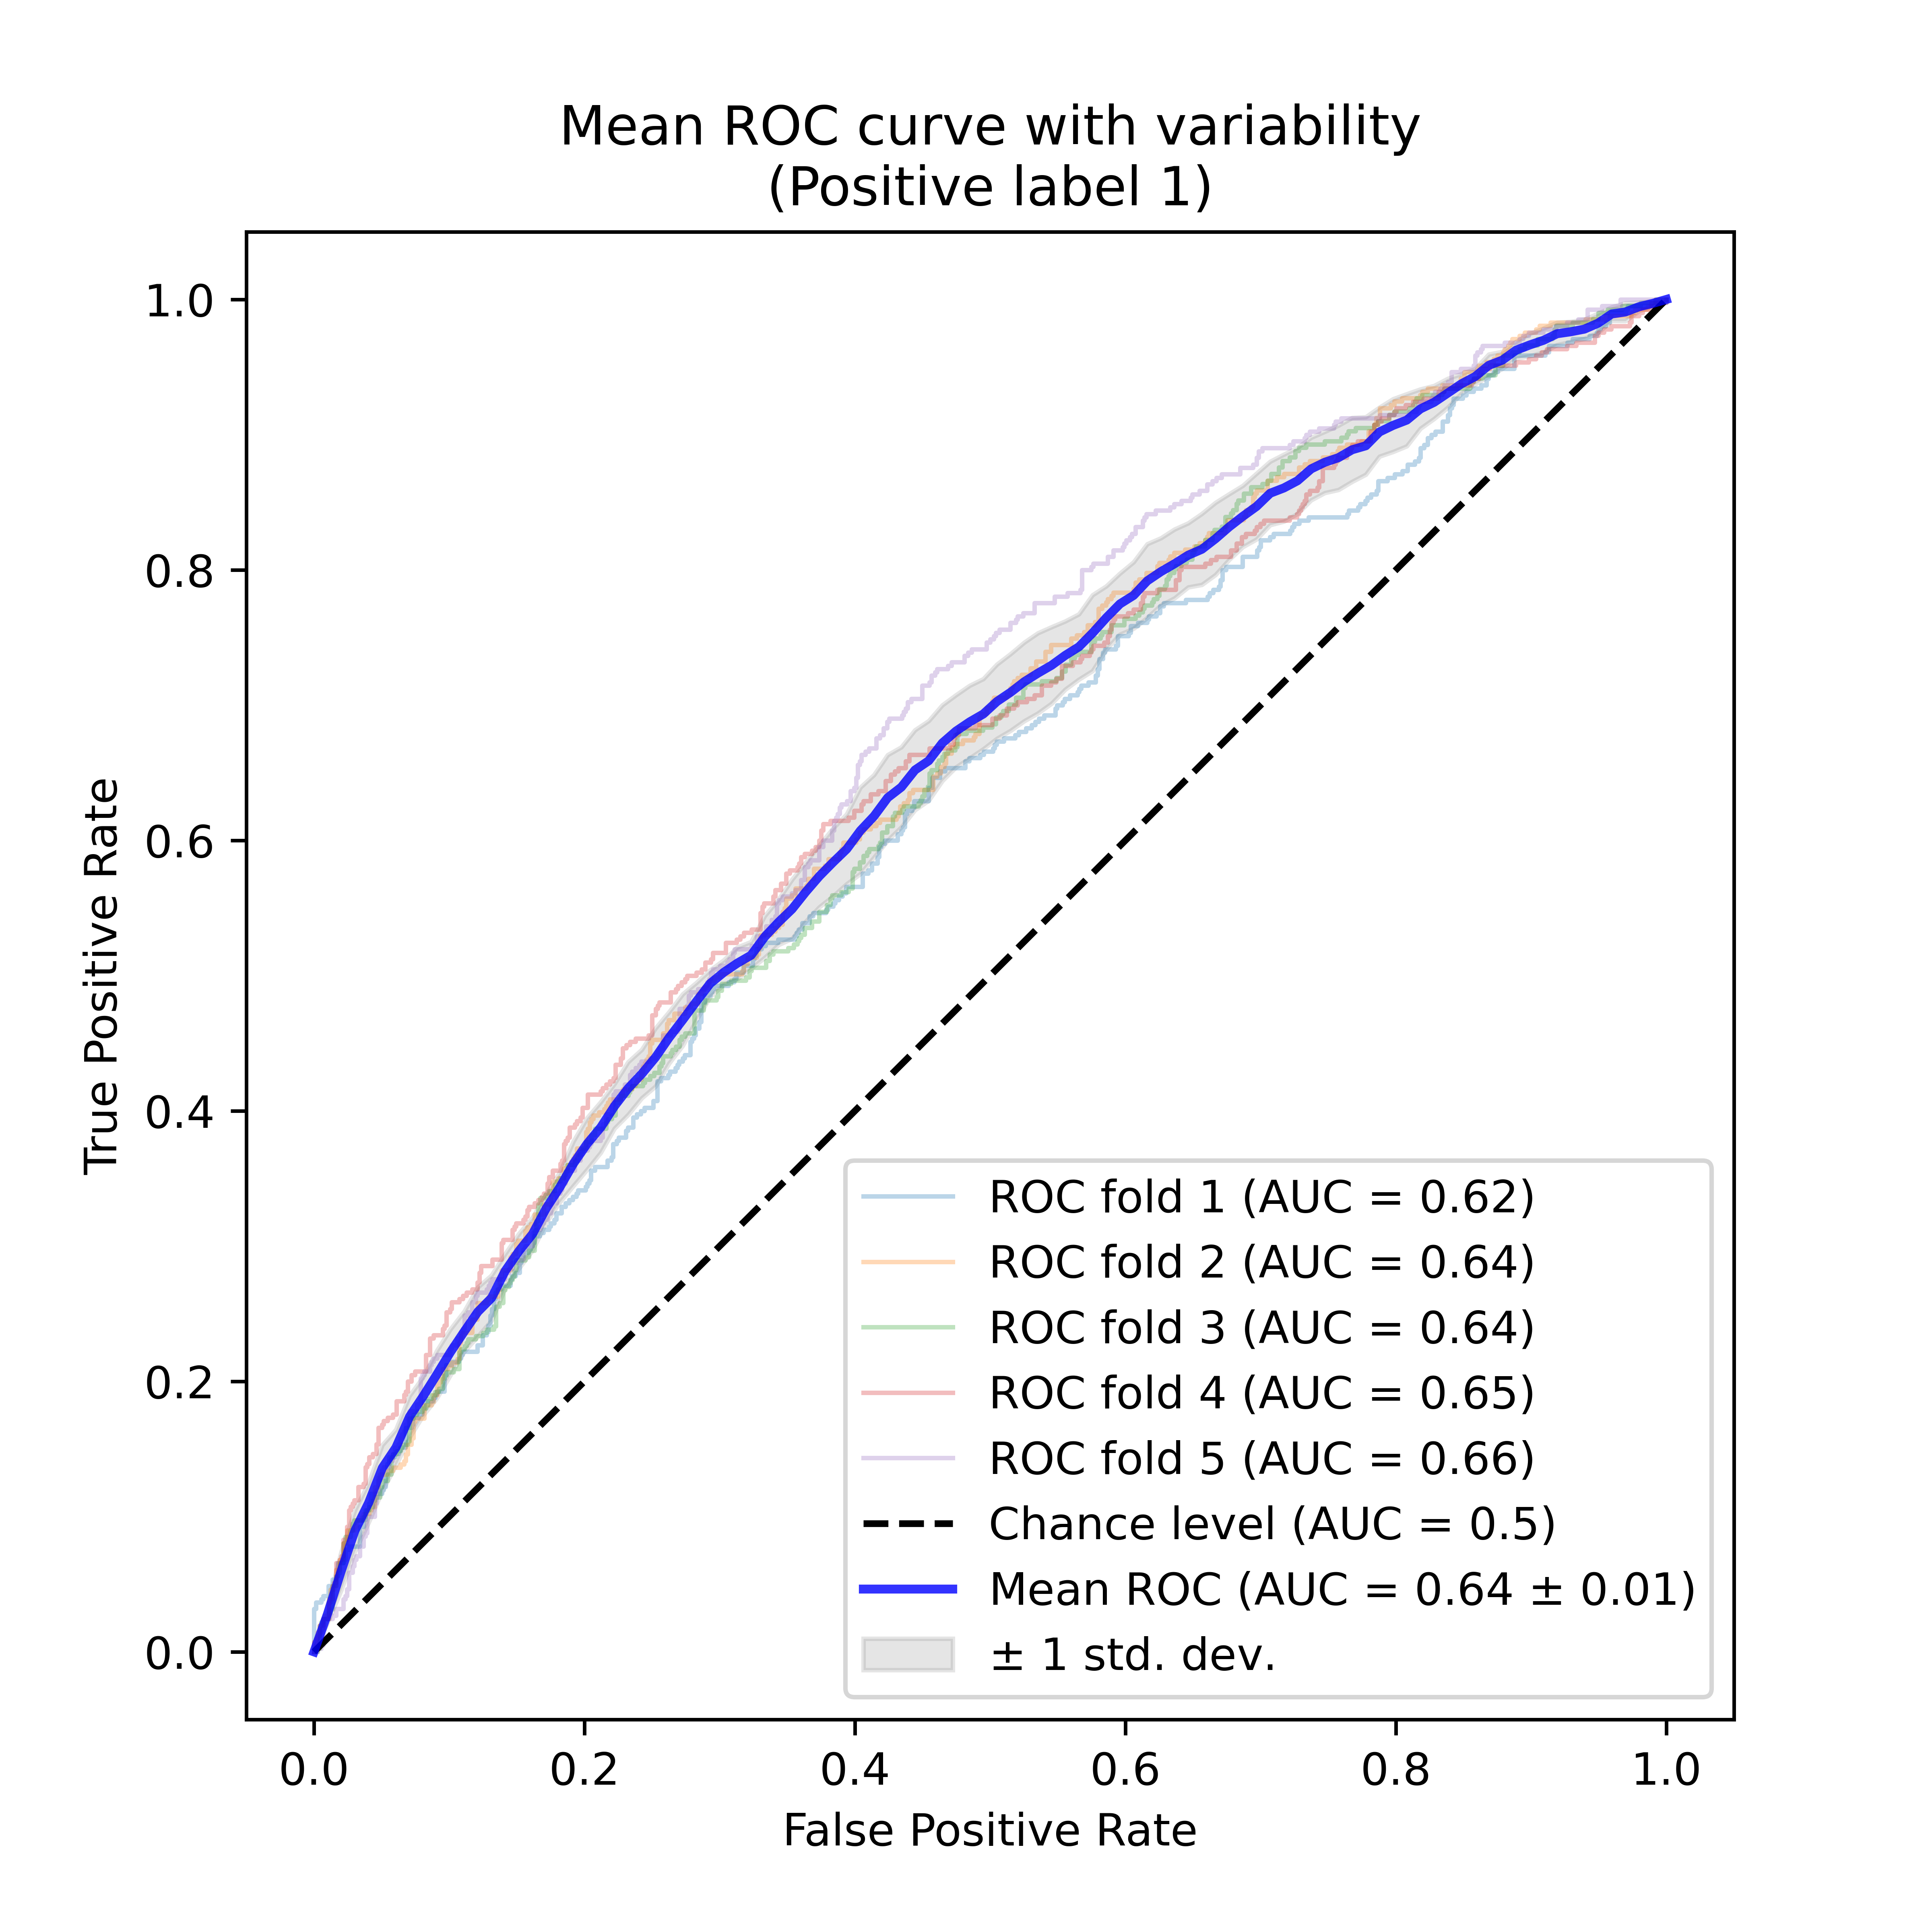 Mean ROC curve with variability
(Positive label 1)
True Positive Rate
1.0
0.8
0.6
0.4
0.2
0.0
ROC fold 1 (AUC = 0.62)
ROC fold 2 (AUC = 0.64)
ROC fold 3 (AUC = 0.64)
ROC fold 4 (AUC = 0.65)
ROC fold 5 (AUC = 0.66)
Chance level (AUC = 0.5)
Mean ROC (AUC = 0.64 ± 0.01)
± 1 std. dev.
0.0 0.2 0.4 0.6 0.8 1.0
False Positive Rate